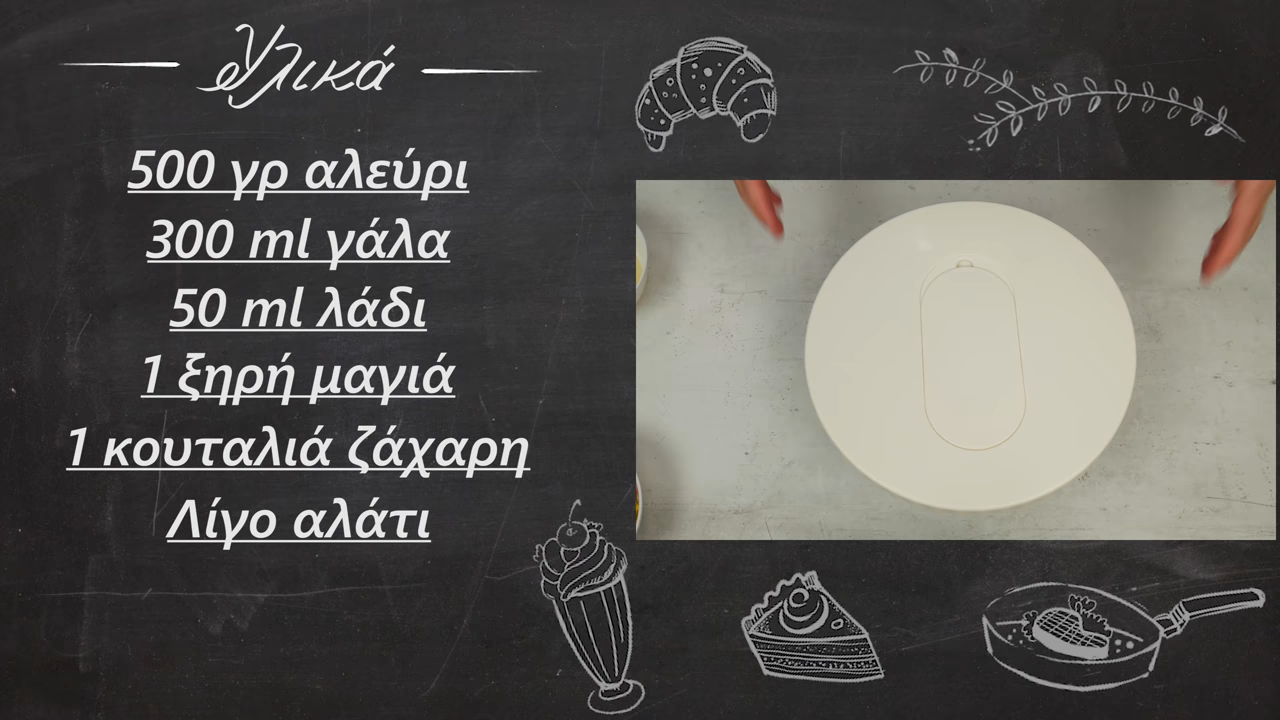 Υλικά
500 γρ αλεύρι
300 ml γάλα
50 ml λάδι
1 ξηρή μαγιά
1 κουταλιά ζάχαρη
Λίγο αλάτι